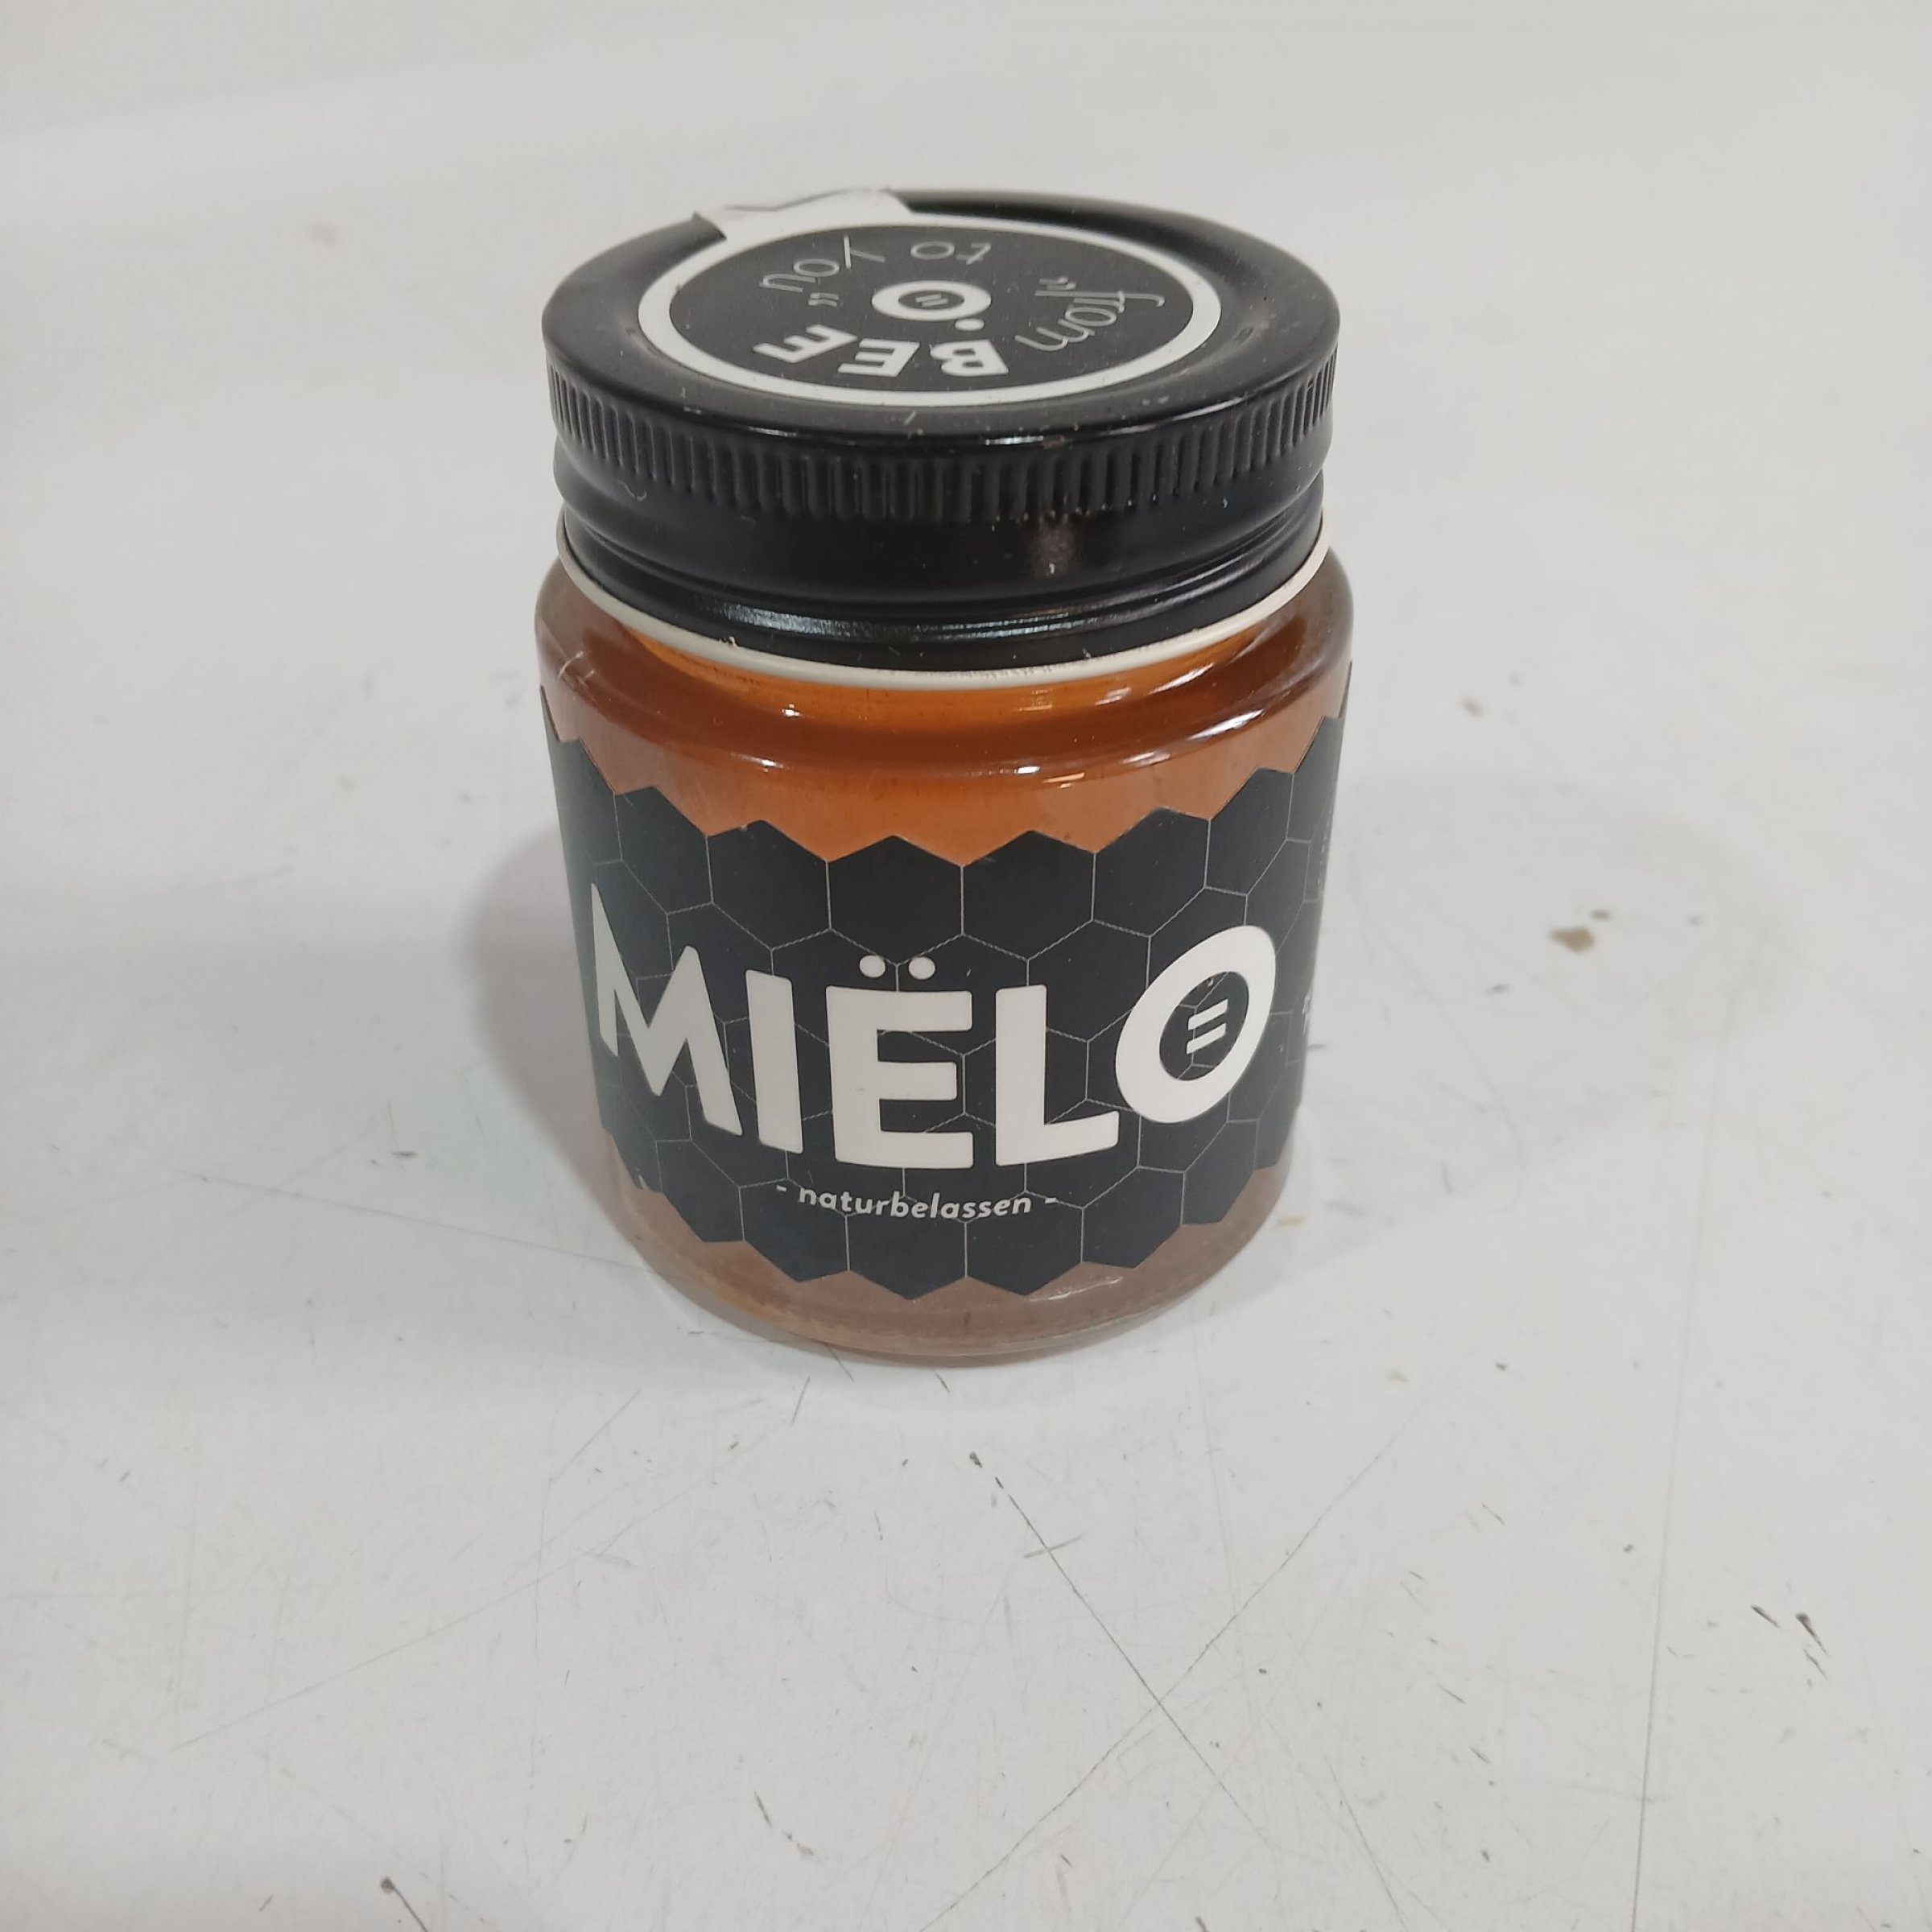 „from
BEE
to You“
MIËLO
- naturbelassen -